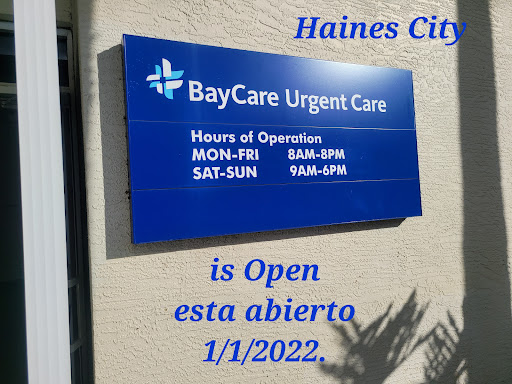 Haines City
BayCare Urgent Care
Hours of Operation
MON-FRI 8AM-8PM
SAT-SUN 9AM-6PM
is Open
esta abierto
1/1/2022.